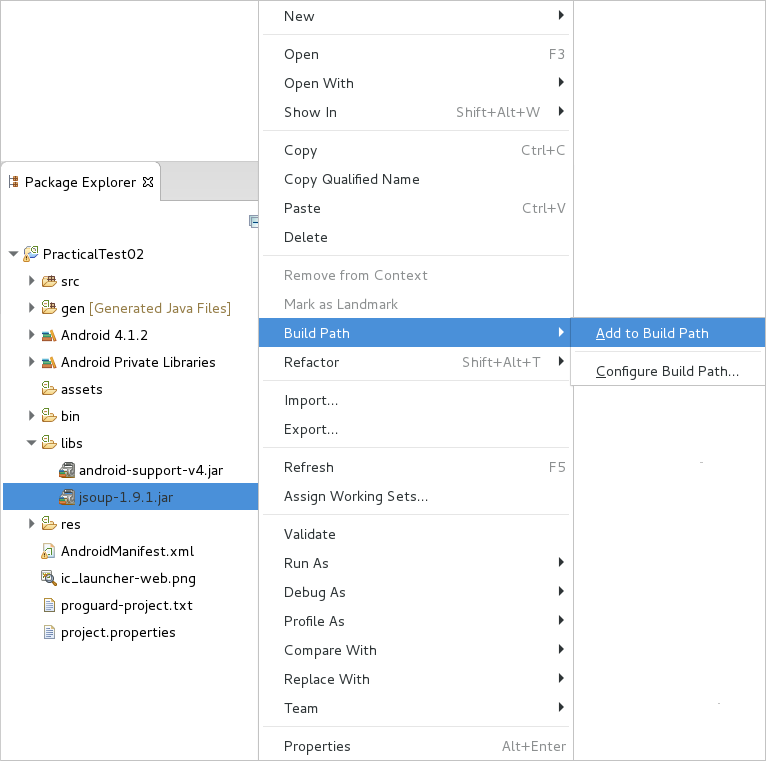 Package Explorer
PracticalTest02
src
gen [Generated Java Files]
Android 4.1.2
Android Private Libraries
assets
bin
libs
android-support-v4.jar
jsoup-1.9.1.jar
res
AndroidManifest.xml
ic_launcher-web.png
proguard-project.txt
project.properties
New
Open F3
Open With
Show In Shift+Alt+W
Copy Ctrl+C
Copy Qualified Name
Paste Ctrl+V
Delete
Remove from Context
Mark as Landmark
Build Path
Refactor Shift+Alt+T
Import...
Export...
Refresh F5
Assign Working Sets...
Validate
Run As
Debug As
Profile As
Compare With
Replace With
Team
Properties Alt+Enter
Add to Build Path
Configure Build Path...